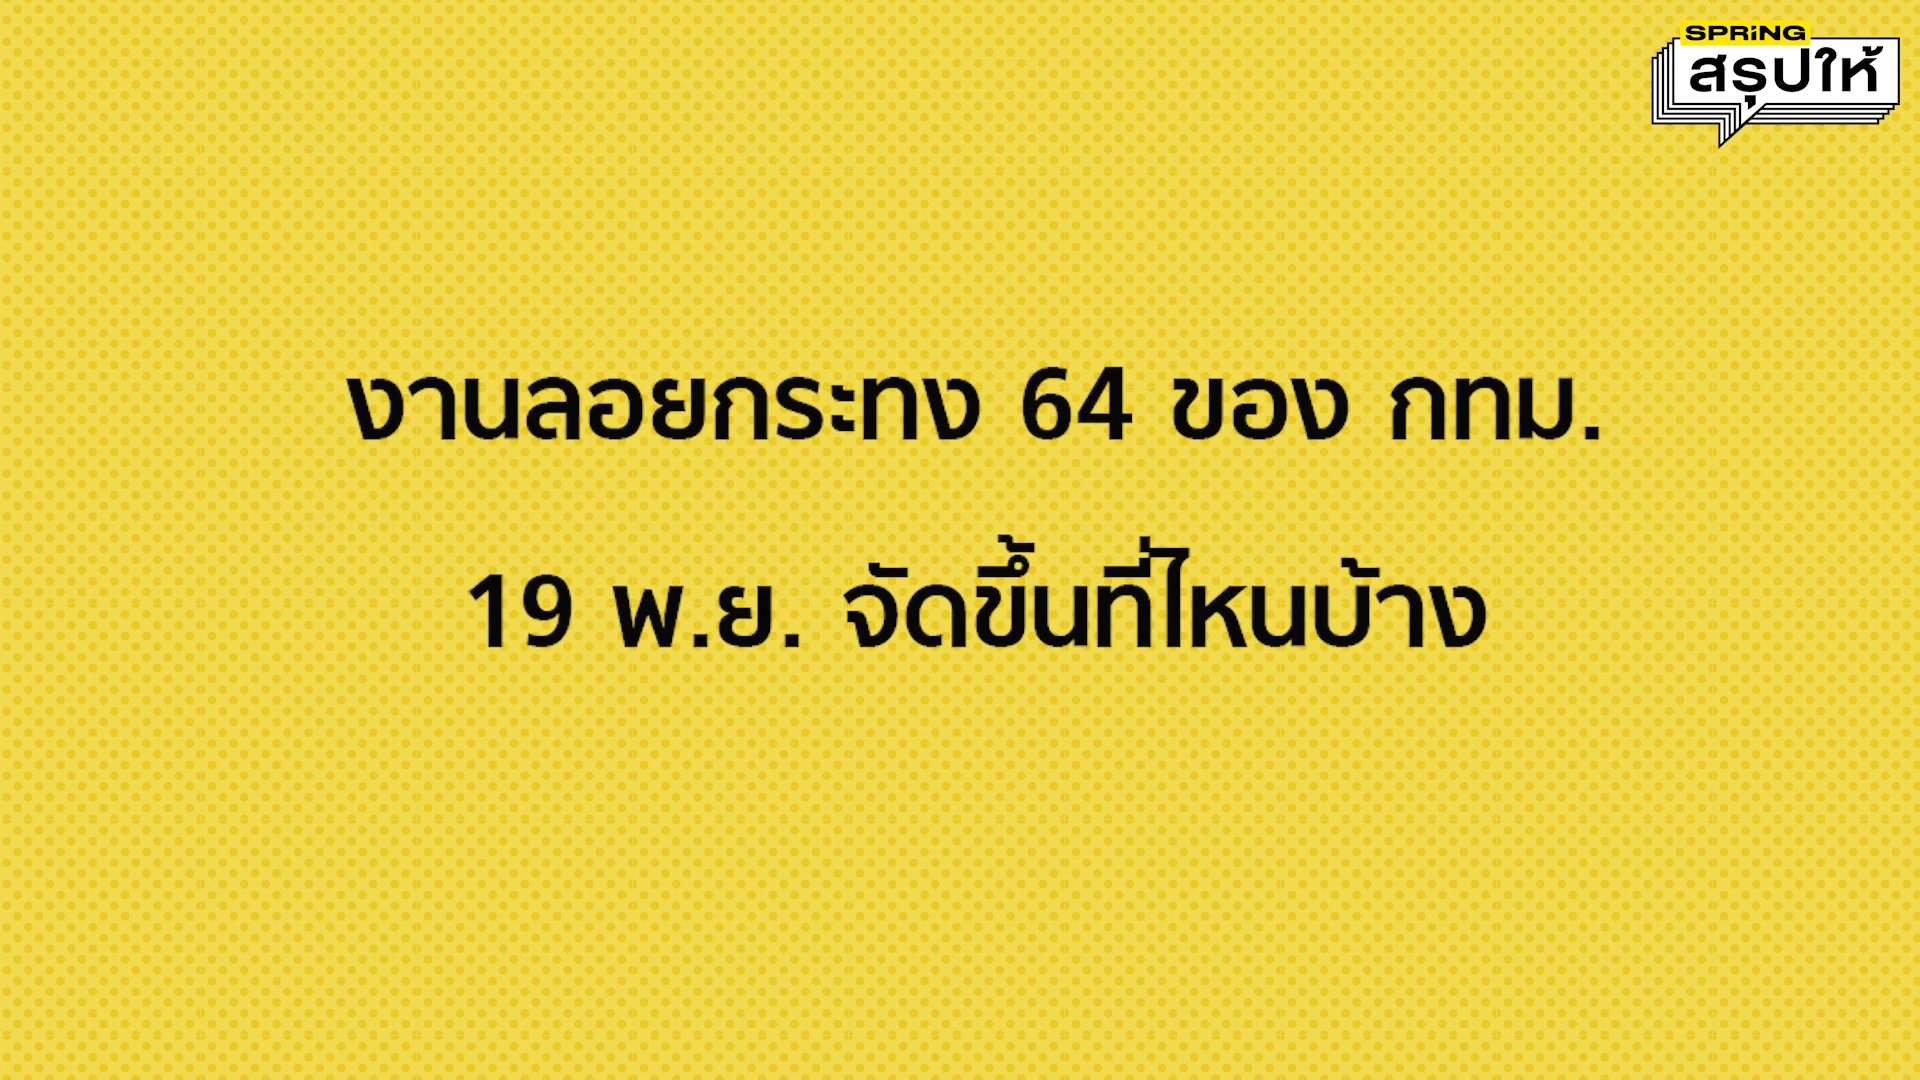 SPRiNG
สรุปให้
งานลอยกระทง 64 ของ กทม.
19 พ.ย. จัดขึ้นที่ไหนบ้าง